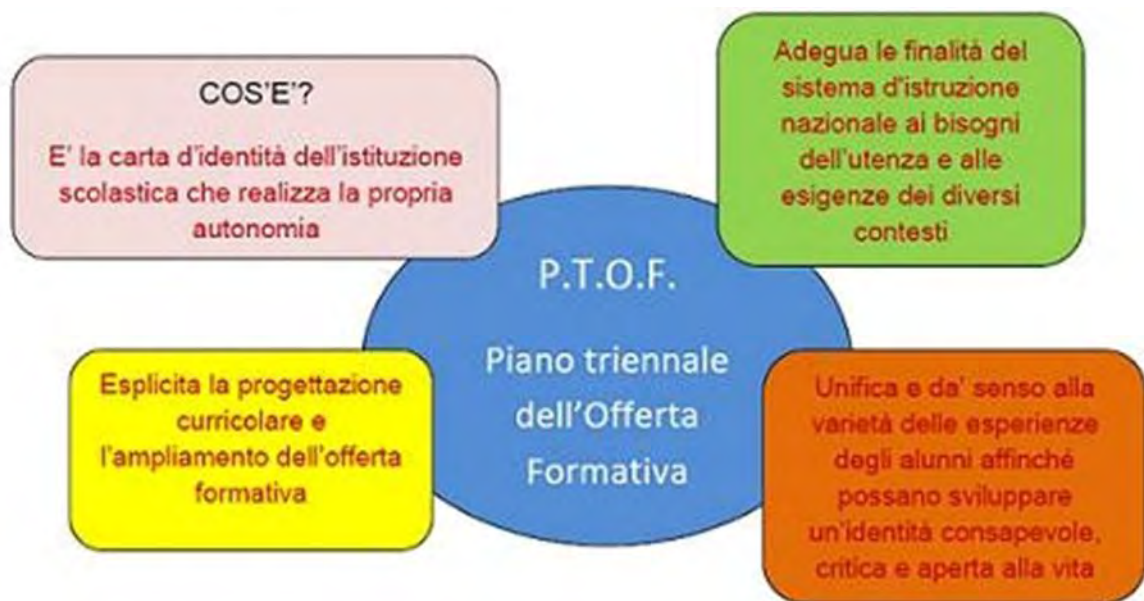 COS'E'?
E' la carta d'identità dell'istituzione
scolastica che realizza la propria
autonomia
Adegua le finalità del
sistema d'istruzione
nazionale ai bisogni
dell'utenza e alle
esigenze dei diversi
contesti
P.T.O.F.
Piano triennale
dell'Offerta
Formativa
Esplicita la progettazione
curricolare e
l'ampliamento dell'offerta
formativa
Unifica e da' senso alla
varietà delle esperienze
degli alunni affinché
possano sviluppare
un'identità consapevole,
critica e aperta alla vita